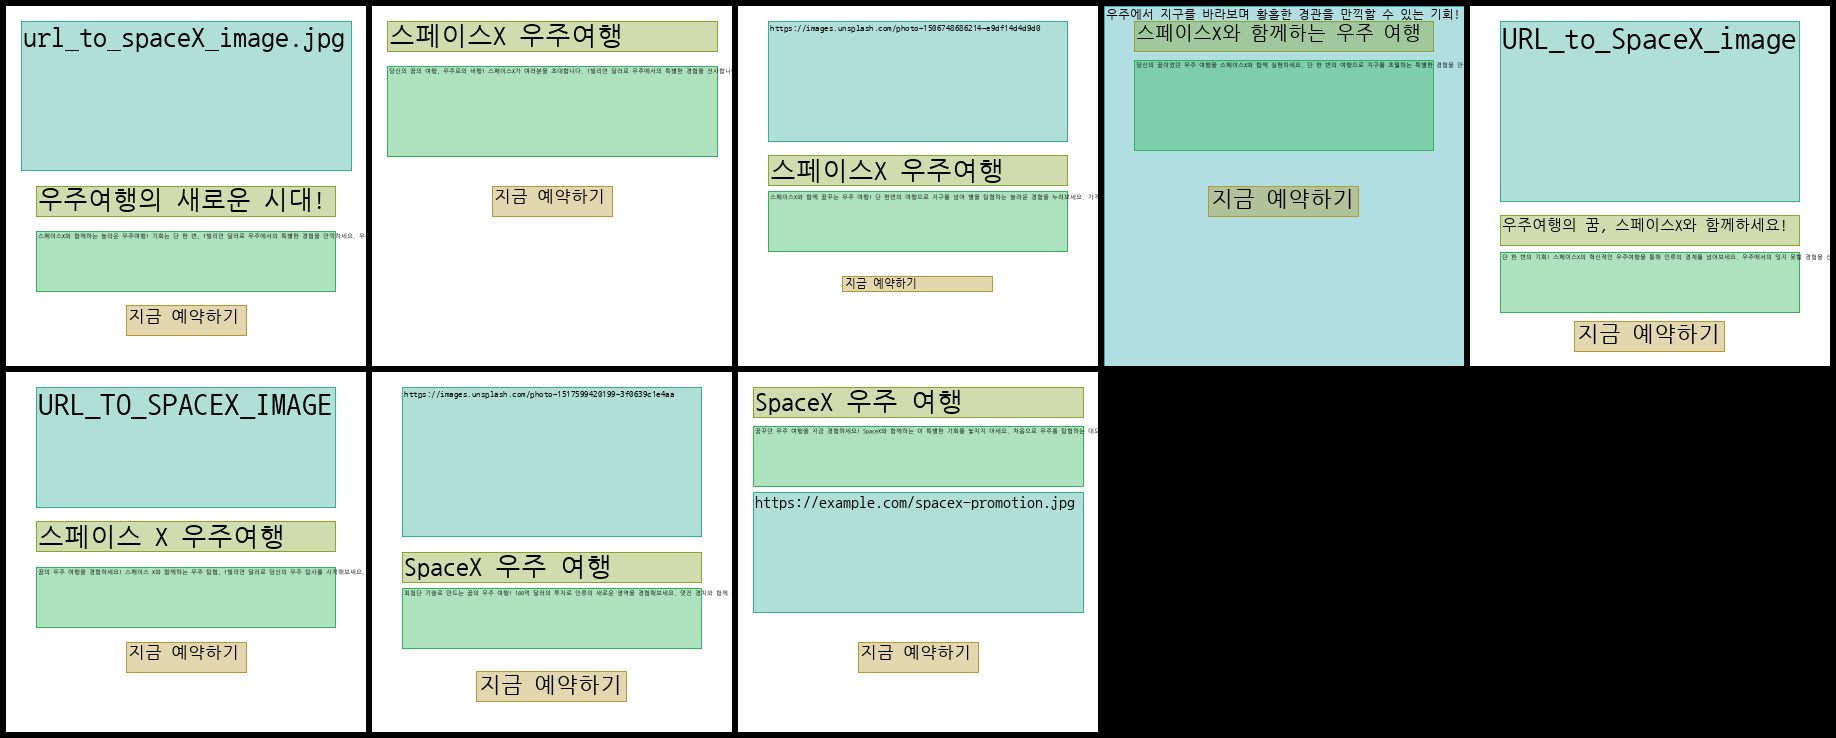 url_to_spaceX_image.jpg
우주여행의 새로운 시대!
스페이스X와 함께하는 놀라운 우주여행! 기회는 단 한 번, 1빌리언 달러로 우주에서의 특별한 경험을 만끽하세요. 우
지금 예약하기
스페이스X 우주여행
당신의 꿈의 여행, 우주로의 비행! 스페이스X가 여러분을 초대합니다. 1빌리언 달러로 우주에서의 특별한 경험을 선사합니
지금 예약하기
https://images.unsplash.com/photo-1506748686214-e9df14d4d9d0
스페이스X 우주여행
스페이스X와 함께 꿈꾸는 우주 여행! 단 한번의 여행으로 지구를 넘어 별을 탐험하는 놀라운 경험을 누려보세요. 가격
지금 예약하기
우주에서 지구를 바라보며 황홀한 경관을 만끽할 수 있는 기회!
스페이스X와 함께하는 우주 여행
당신의 꿈이었던 우주 여행을 스페이스X와 함께 실현하세요. 단 한 번의 여행으로 지구를 초월하는 특별한 경험을 만
지금 예약하기
URL_to_SpaceX_image
우주여행의 꿈, 스페이스X와 함께하세요!
단 한 번의 기회! 스페이스X의 혁신적인 우주여행을 통해 인류의 경계를 넘어보세요. 우주에서의 잊지 못할 경험을 선
지금 예약하기
URL_TO_SPACEX_IMAGE
스페이스 X 우주여행
꿈의 우주 여행을 경험하세요! 스페이스 X와 함께하는 우주 탐험, 1빌리언 달러로 당신의 우주 탐사를 시작해보세요.
지금 예약하기
https://images.unsplash.com/photo-1517599420199-3f0639c1e4aa
SpaceX 우주 여행
최첨단 기술로 만드는 꿈의 우주 여행! 100억 달러의 투자로 인류의 새로운 영역을 경험해보세요. 멋진 경치와 함께
지금 예약하기
SpaceX 우주 여행
꿈꾸던 우주 여행을 지금 경험하세요! SpaceX와 함께하는 이 특별한 기회를 놓치지 마세요. 처음으로 우주를 탐험하는 대모
https://example.com/spacex-promotion.jpg
지금 예약하기